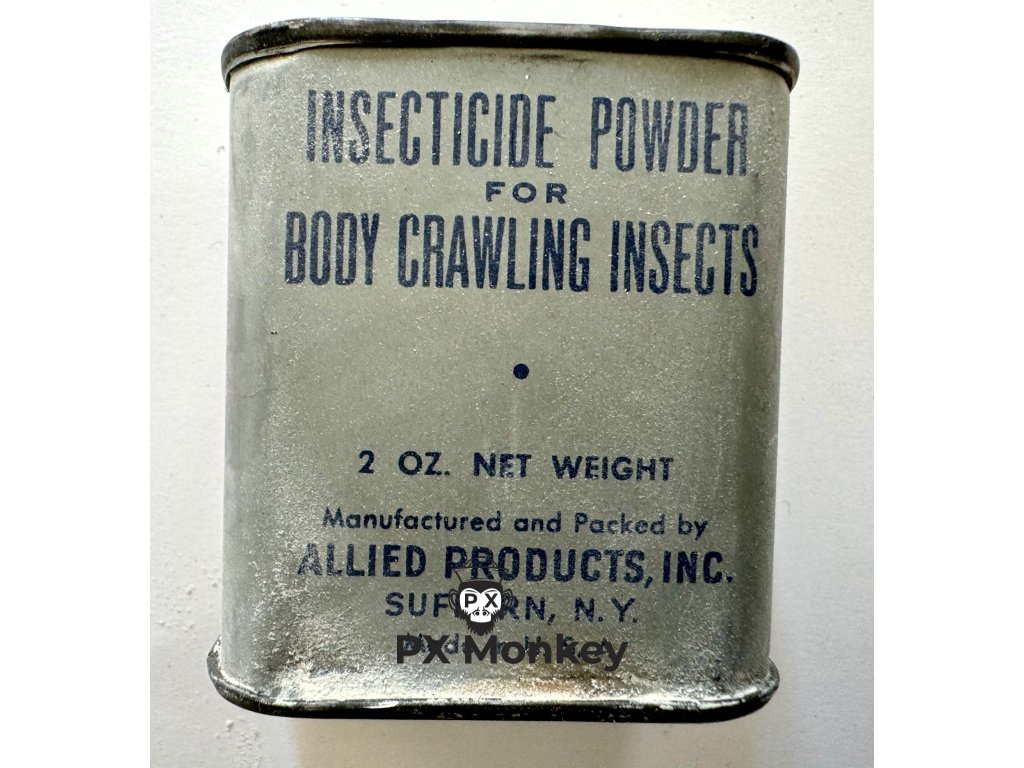 INSECTICIDE POWDER
FOR
BODY CRAWLING INSECTS
2 OZ. NET WEIGHT
Manufactured and Packed by
ALLIED PRODUCTS, INC.
N. Y.
PX
PX Monkey